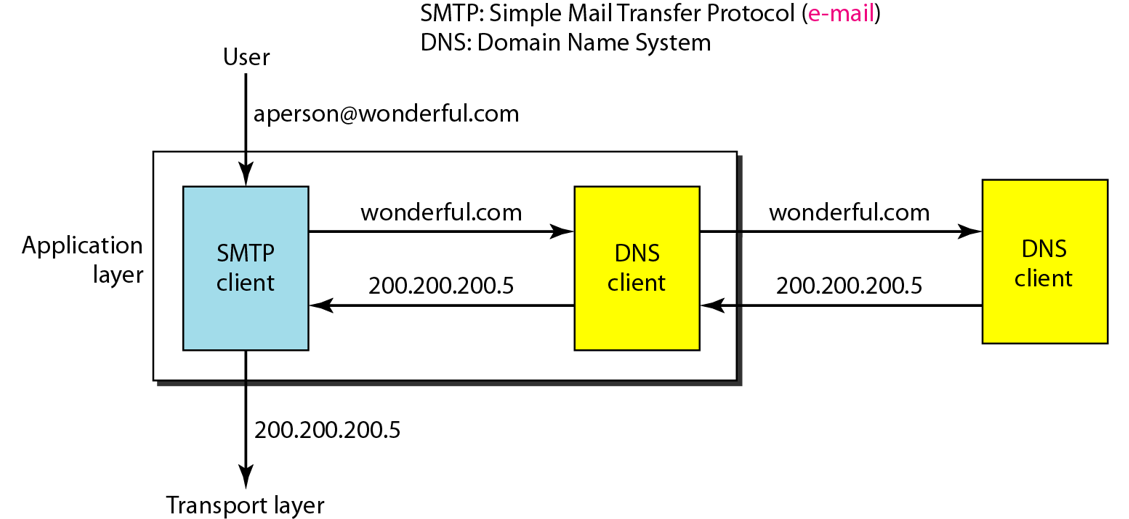 SMTP: Simple Mail Transfer Protocol (e-mail)
DNS: Domain Name System
User
aperson@wonderful.com
Application
layer
SMTP
client
wonderful.com
200.200.200.5
DNS
client
wonderful.com
200.200.200.5
DNS
client
200.200.200.5
Transport layer